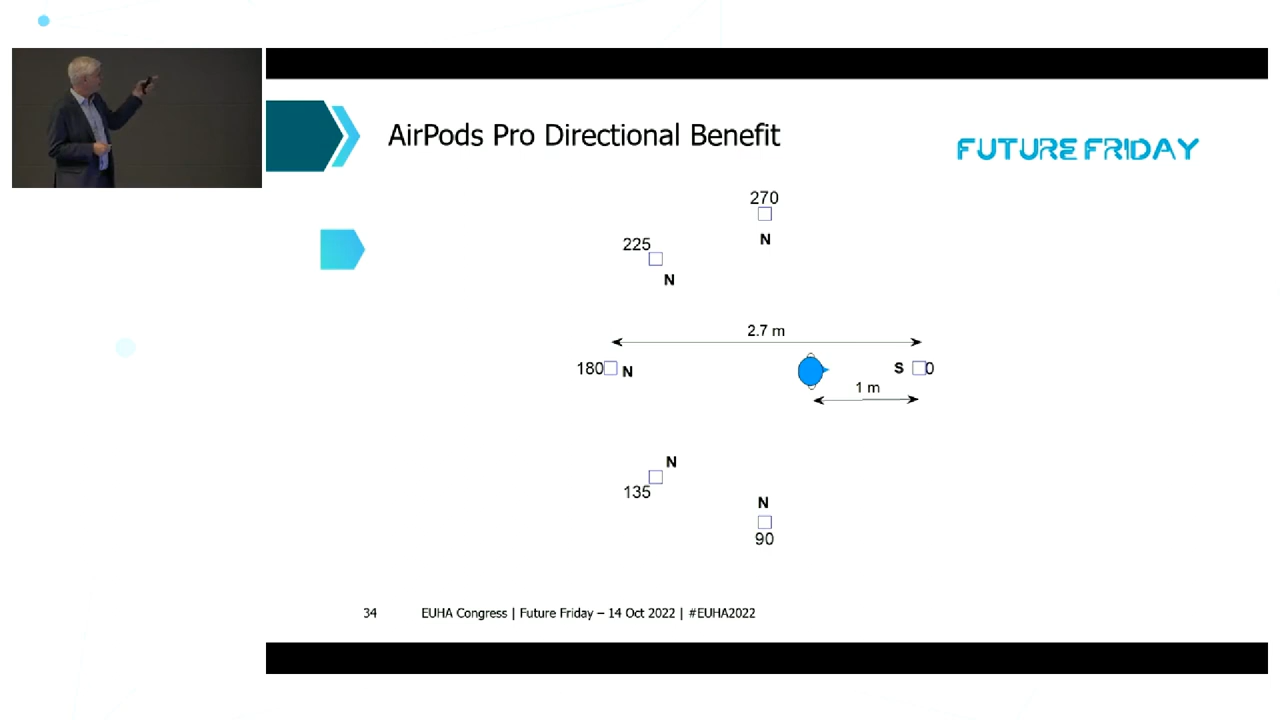 AirPods Pro Directional Benefit
FUTURE FRIDAY
270
N
225
N
2.7 m
180
N
S
0
1 m
N
135
N
90
34
EUHA Congress | Future Friday – 14 Oct 2022 | #EUHA2022